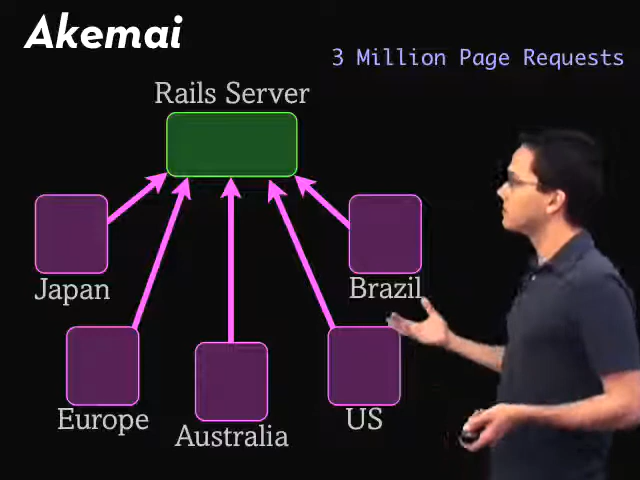 Akemai
3 Million Page Requests
Rails Server
Japan
Brazil
Europe
Australia
US